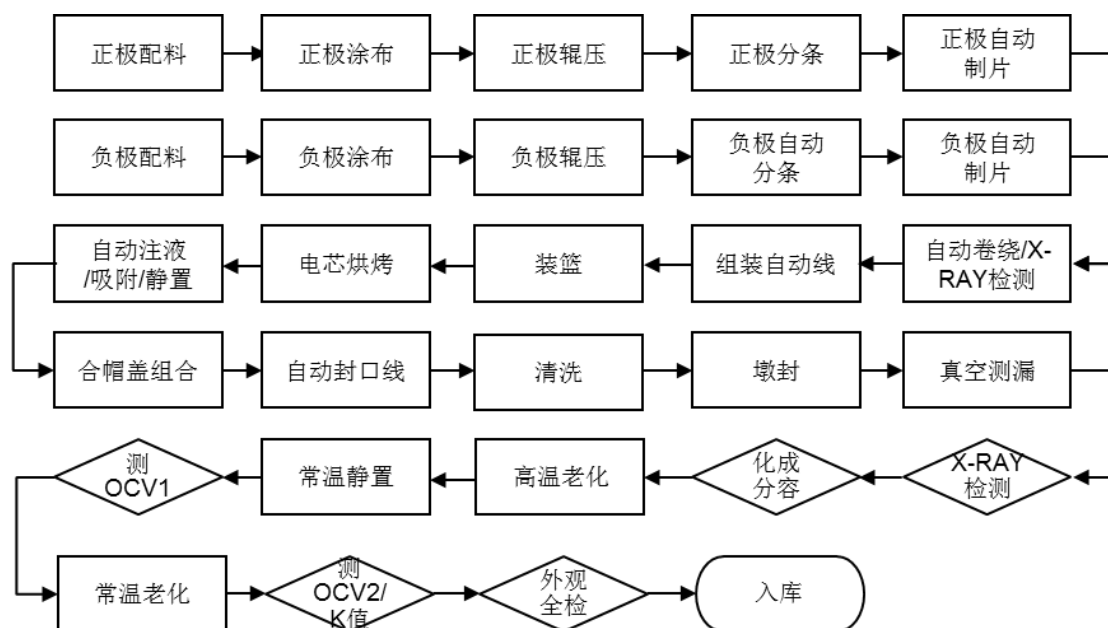 正极配料
正极涂布
正极辊压
正极分条
正极自动
制片
负极配料
负极涂布
负极辊压
负极自动
分条
负极自动
制片
自动注液
/吸附/静置
电芯烘烤
装篮
组装自动线
自动卷绕/X-
RAY检测
合帽盖组合
自动封口线
清洗
墩封
真空测漏
测
OCV1
常温静置
高温老化
化成
分容
X-RAY
检测
常温老化
测
OCV2/
K值
外观
全检
入库